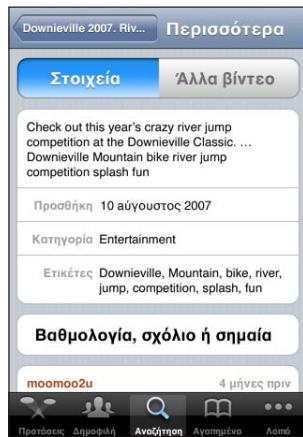 Downieville 2007. Riv... Περισσότερα
Στοιχεία Άλλα βίντεο
Check out this year's crazy river jump
competition at the Downieville Classic. ...
Downieville Mountain bike river jump
competition splash fun
Προσθήκη 10 αύγουστος 2007
Κατηγορία Entertainment
Ετικέτες Downieville, Mountain, bike, river,
jump, competition, splash, fun
Βαθμολογία, σχόλιο ή σημαία
moomoo2u 4 μήνες πριν
Προτάσεις Δημοφιλή Αναζήτηση Αγαπημένα Λοιπά